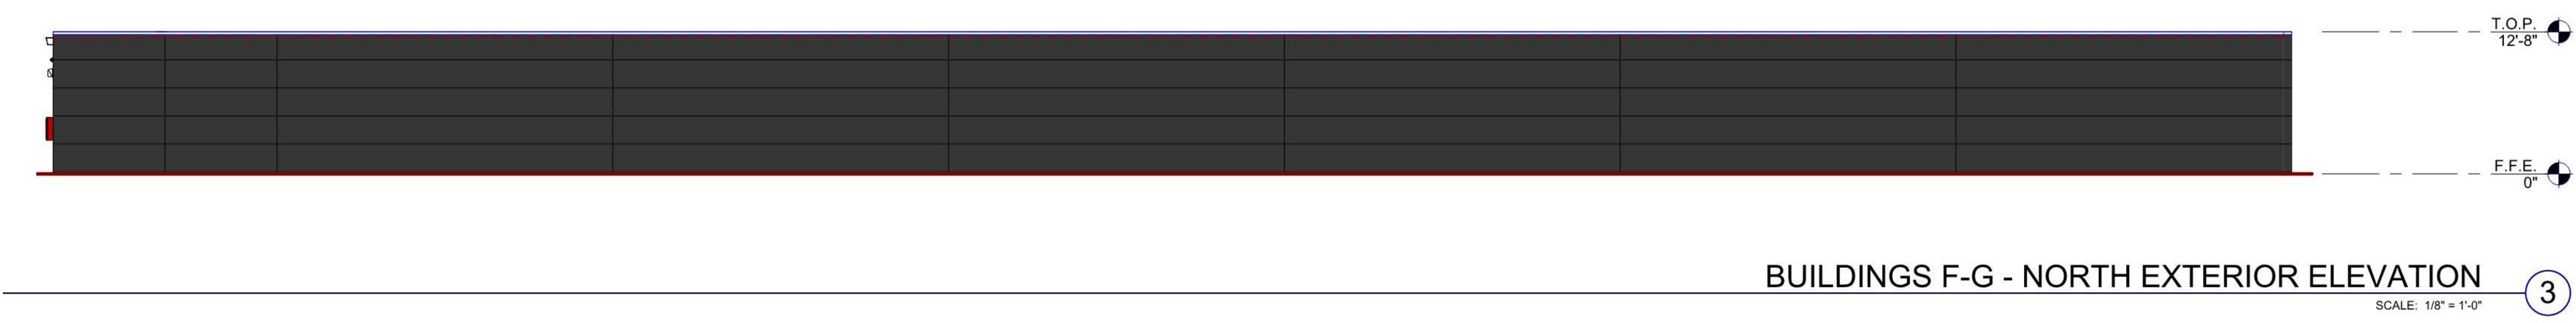 T.O.P.
12'-8"
F.F.E.
0"
BUILDINGS F-G - NORTH EXTERIOR ELEVATION
3
SCALE: 1/8" = 1'-0"